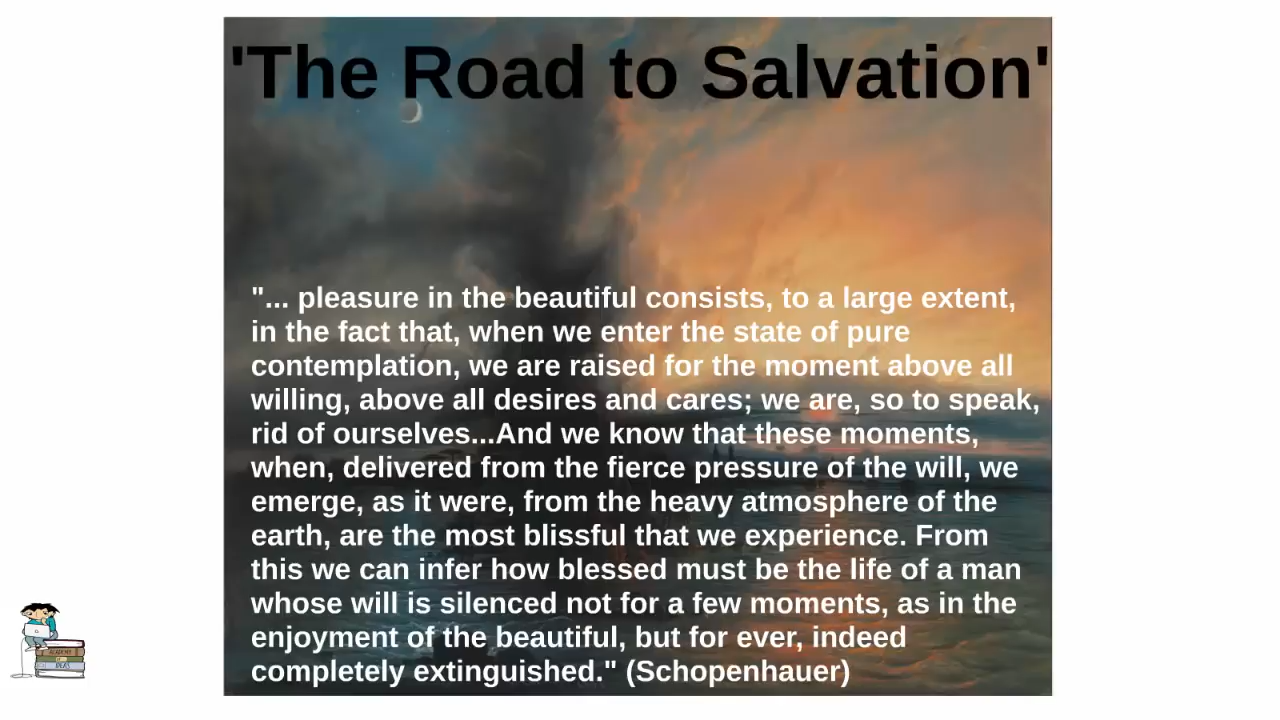 'The Road to Salvation'
"... pleasure in the beautiful consists, to a large extent,
in the fact that, when we enter the state of pure
contemplation, we are raised for the moment above all
willing, above all desires and cares; we are, so to speak,
rid of ourselves...And we know that these moments,
when, delivered from the fierce pressure of the will, we
emerge, as it were, from the heavy atmosphere of the
earth, are the most blissful that we experience. From
this we can infer how blessed must be the life of a man
whose will is silenced not for a few moments, as in the
enjoyment of the beautiful, but for ever, indeed
completely extinguished." (Schopenhauer)
ACADEMY
OF
IDEAS